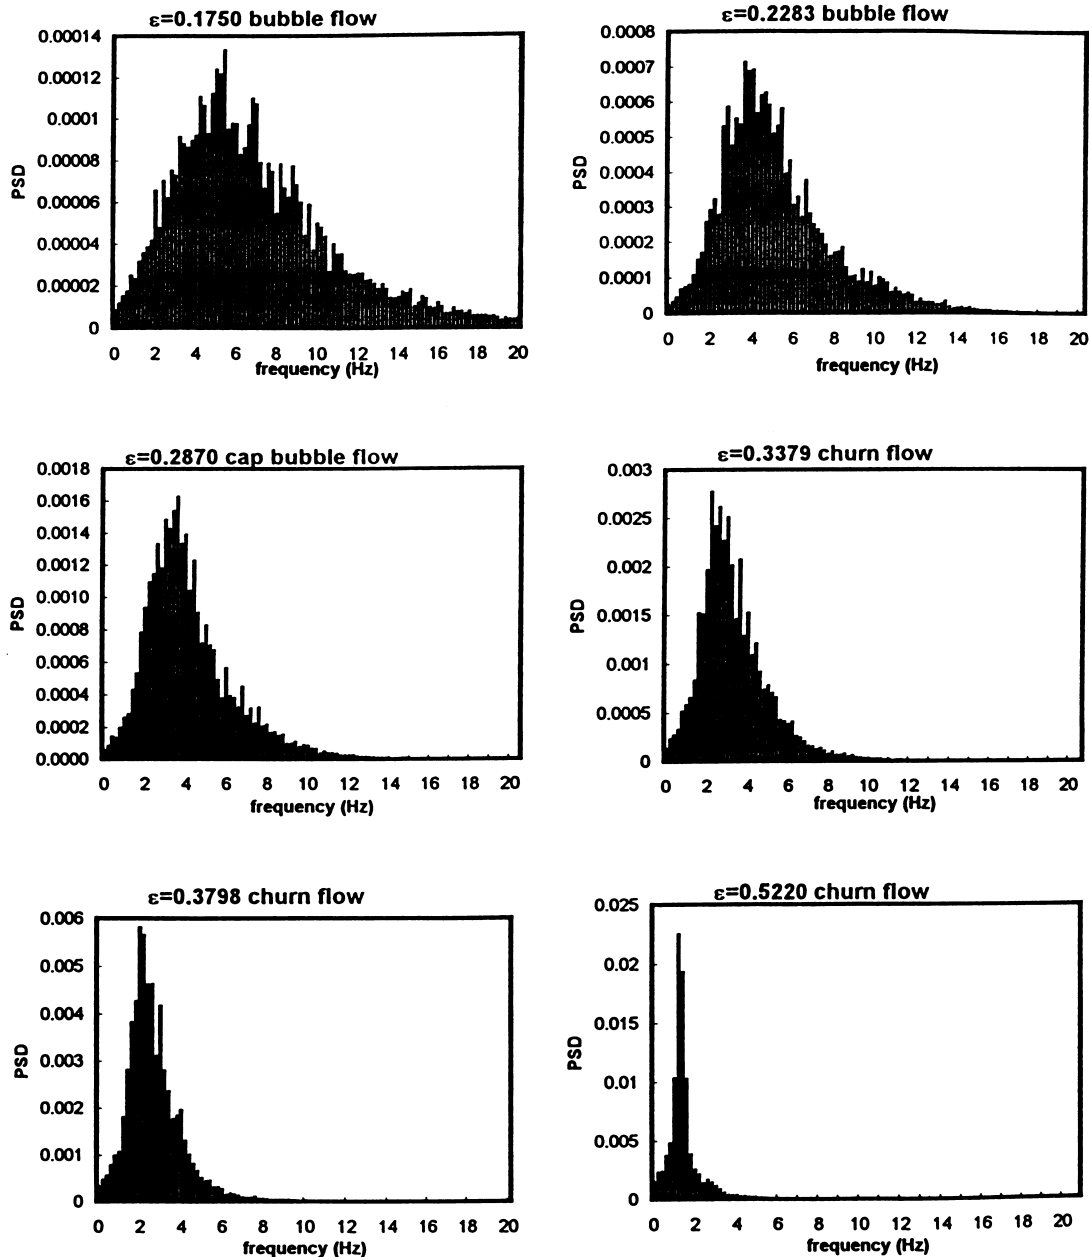 ε=0.1750 bubble flow
0.00014
0.00012
0.0001
0.00008
0.00006
0.00004
0.00002
0
PSD
0 2 4 6 8 10 12 14 16 18 20
frequency (Hz)
ε=0.2283 bubble flow
0.0008
0.0007
0.0006
0.0005
0.0004
0.0003
0.0002
0.0001
0
PSD
0 2 4 6 8 10 12 14 16 18 20
frequency (Hz)
ε=0.2870 cap bubble flow
0.0018
0.0016
0.0014
0.0012
0.0010
0.0008
0.0006
0.0004
0.0002
0.0000
PSD
0 2 4 6 8 10 12 14 16 18 20
frequency (Hz)
ε=0.3379 churn flow
0.003
0.0025
0.002
0.0015
0.001
0.0005
0
PSD
0 2 4 6 8 10 12 14 16 18 20
frequency (Hz)
ε=0.3798 churn flow
0.006
0.005
0.004
0.003
0.002
0.001
0
PSD
0 2 4 6 8 10 12 14 16 18 20
frequency (Hz)
ε=0.5220 churn flow
0.025
0.02
0.015
0.01
0.005
0
PSD
0 2 4 6 8 10 12 14 16 18 20
frequency (Hz)